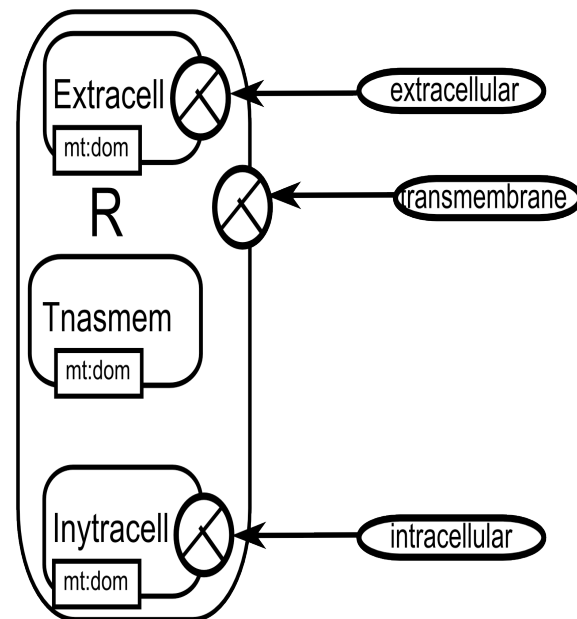 Extracell
extracellular
mt:dom
R
transmembrane
Tnasmem
mt:dom
Inytracell
intracellular
mt:dom